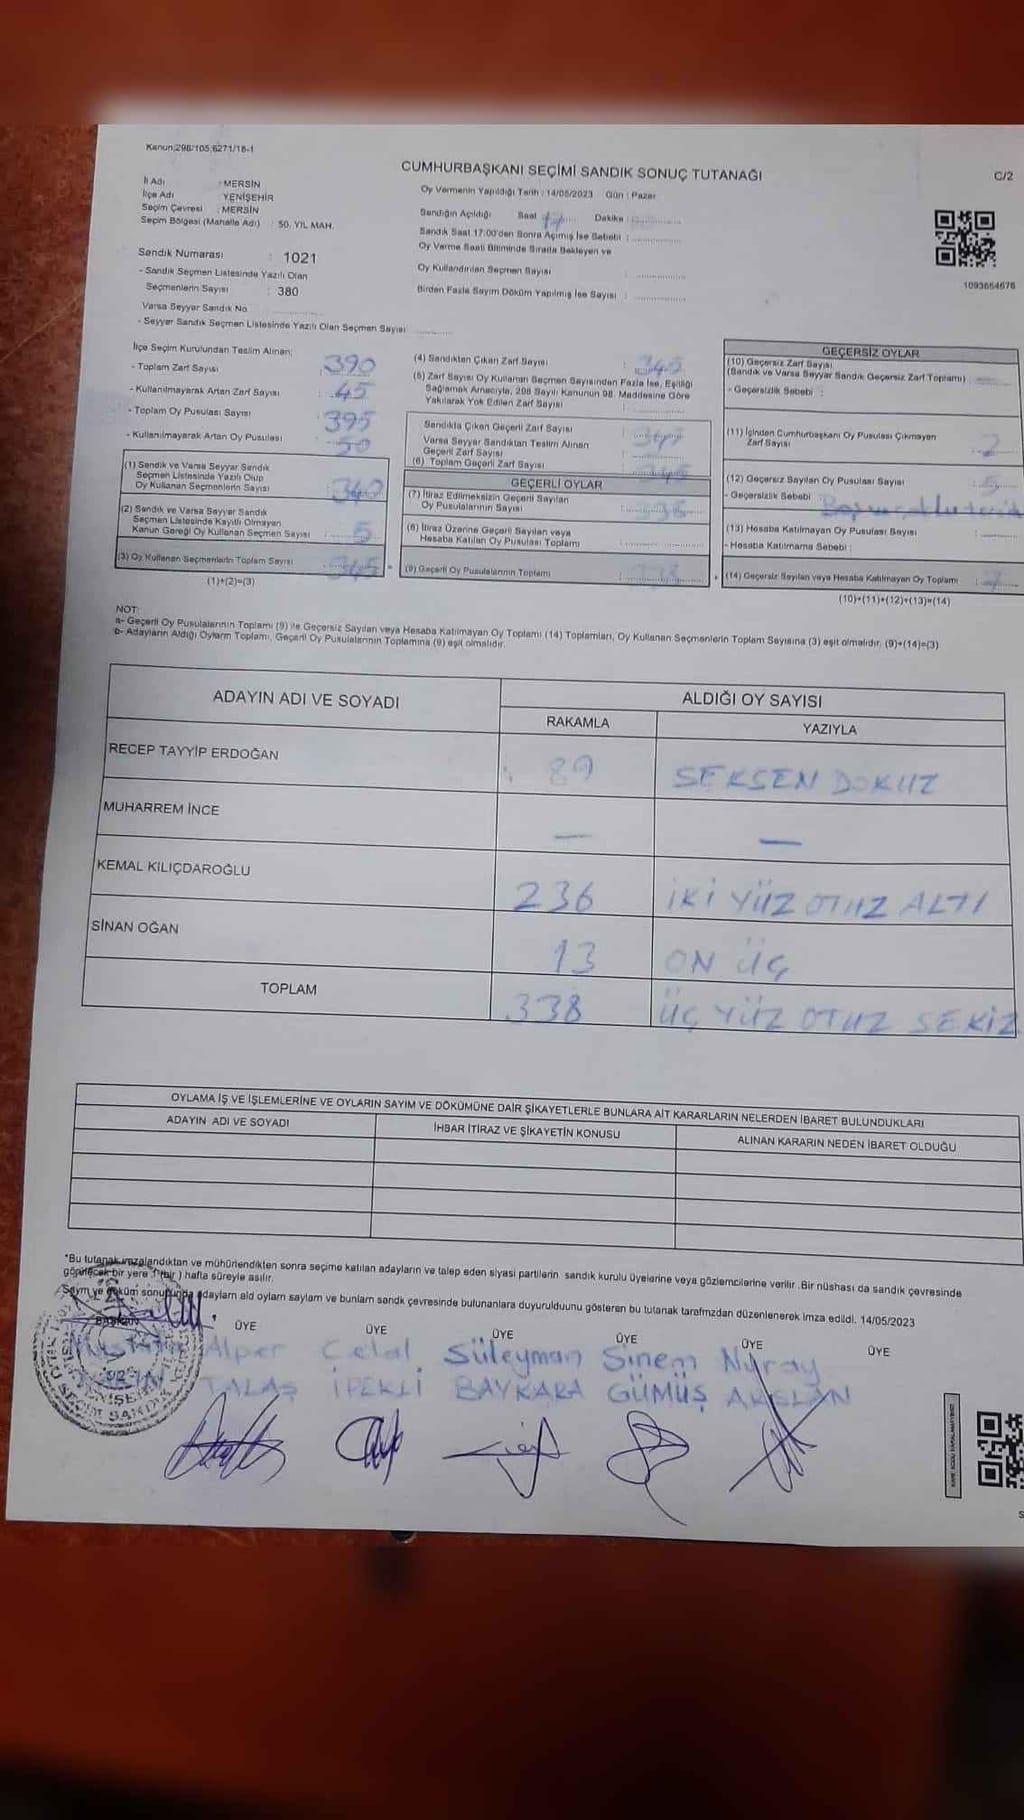 Kanun;298/105;6271/18-1
CUMHURBAŞKANI SEÇİMİ SANDIK SONUÇ TUTANAĞI
C/2
İl Adı : MERSİN
İlçe Adı : YENİŞEHİR
Seçim Çevresi : MERSİN
Seçim Bölgesi (Mahalle Adı) : 50. YIL MAH.
Oy Vermenin Yapıldığı Tarih : 14/05/2023 Gün : Pazar
Sandığın Açıldığı Saat 17 Dakika :
Sandık Saat 17:00'den Sonra Açımış İse Sebebi :
Oy Verme Saati Bitiminde Sırada Bekleyen ve
Oy Kullandırılan Seçmen Sayısı :
Birden Fazla Sayım Döküm Yapılmış İse Sayısı :
1093654676
Sandık Numarası : 1021
- Sandık Seçmen Listesinde Yazılı Olan
Seçmenlerin Sayısı : 380
Varsa Seyyar Sandık No
- Seyyar Sandık Seçmen Listesinde Yazılı Olan Seçmen Sayısı
İlçe Seçim Kurulundan Teslim Alınan;
- Toplam Zarf Sayısı : 390
- Kullanılmayarak Artan Zarf Sayısı : 45
- Toplam Oy Pusulası Sayısı : 395
- Kullanılmayarak Artan Oy Pusulası : 50
(1) Sandık ve Varsa Seyyar Sandık
Seçmen Listesinde Yazılı Olup
Oy Kullanan Seçmenlerin Sayısı : 340
(2) Sandık ve Varsa Seyyar Sandık
Seçmen Listesinde Kayıtlı Olmayan
Kanun Gereği Oy Kullanan Seçmen Sayısı : 5
(3) Oy Kullanan Seçmenlerin Toplam Sayısı : 345
(1)+(2)=(3)
(4) Sandıktan Çıkan Zarf Sayısı : 345
(5) Zarf Sayısı Oy Kullanan Seçmen Sayısından Fazla İse, Eşitliği
Sağlamak Amacıyla, 298 Sayılı Kanunun 98. Maddesine Göre
Yakılarak Yok Edilen Zarf Sayısı :
Sandıkta Çıkan Geçerli Zarf Sayısı :
Varsa Seyyar Sandıktan Teslim Alınan
Geçerli Zarf Sayısı :
(6) Toplam Geçerli Zarf Sayısı : 345
GEÇERLİ OYLAR
(7) İtiraz Edilmeksizin Geçerli Sayılan
Oy Pusulalarının Sayısı :
(8) İtiraz Üzerine Geçerli Sayılan veya
Hesaba Katılan Oy Pusulası Toplamı :
(9) Geçerli Oy Pusulalarının Toplamı : 338
GEÇERSİZ OYLAR
(10) Geçersiz Zarf Sayısı
(Sandık ve Varsa Seyyar Sandık Geçersiz Zarf Toplamı) :
- Geçersizlik Sebebi :
(11) İçinden Cumhurbaşkanı Oy Pusulası Çıkmayan
Zarf Sayısı : 2
(12) Geçersiz Sayılan Oy Pusulası Sayısı : 5
- Geçersizlik Sebebi
(13) Hesaba Katılmayan Oy Pusulası Sayısı :
- Hesaba Katılmama Sebebi :
(14) Geçersiz Sayılan veya Hesaba Katılmayan Oy Toplamı : 7
(10)+(11)+(12)+(13)=(14)
NOT:
a- Geçerli Oy Pusulalarının Toplamı (9) ile Geçersiz Sayılan veya Hesaba Katılmayan Oy Toplamı (14) Toplamları, Oy Kullanan Seçmenlerin Toplam Sayısına (3) eşit olmalıdır. (9)+(14)=(3)
b- Adayların Aldığı Oyların Toplamı, Geçerli Oy Pusulalarının Toplamına (9) eşit olmalıdır.
ADAYIN ADI VE SOYADI
ALDIĞI OY SAYISI
RAKAMLA YAZIYLA
RECEP TAYYİP ERDOĞAN 89 SEKSEN DOKUZ
MUHARREM İNCE — —
KEMAL KILIÇDAROĞLU 236 İKİ YÜZ OTUZ ALTI
SİNAN OĞAN 13 ON ÜÇ
TOPLAM 338 ÜÇ YÜZ OTUZ SEKİZ
OYLAMA İŞ VE İŞLEMLERİNE VE OYLARIN SAYIM VE DÖKÜMÜNE DAİR ŞİKAYETLERLE BUNLARA AİT KARARLARIN NELERDEN İBARET BULUNDUKLARI
ADAYIN ADI VE SOYADI İHBAR İTİRAZ VE ŞİKAYETİN KONUSU ALINAN KARARIN NEDEN İBARET OLDUĞU
*Bu tutanak imzalandıktan ve mühürlendikten sonra seçime katılan adayların ve talep eden siyasi partilerin sandık kurulu üyelerine veya gözlemcilerine verilir. Bir nüshası da sandık çevresinde
görülecek bir yere 1 (bir) hafta süreyle asılır.
Sayım ve döküm sonuçunda adayların ald oyların sayların ve bunların sandk çevresinde bulunanlara duyurulduunu gösteren bu tutanak tarafmzdan düzenlenerek imza edildi. 14/05/2023
BAŞKAN ÜYE ÜYE ÜYE ÜYE ÜYE ÜYE
Alper Celal Süleyman Sinem Nuray
TALAŞ İPEKLİ BAYKARA GÜMÜŞ